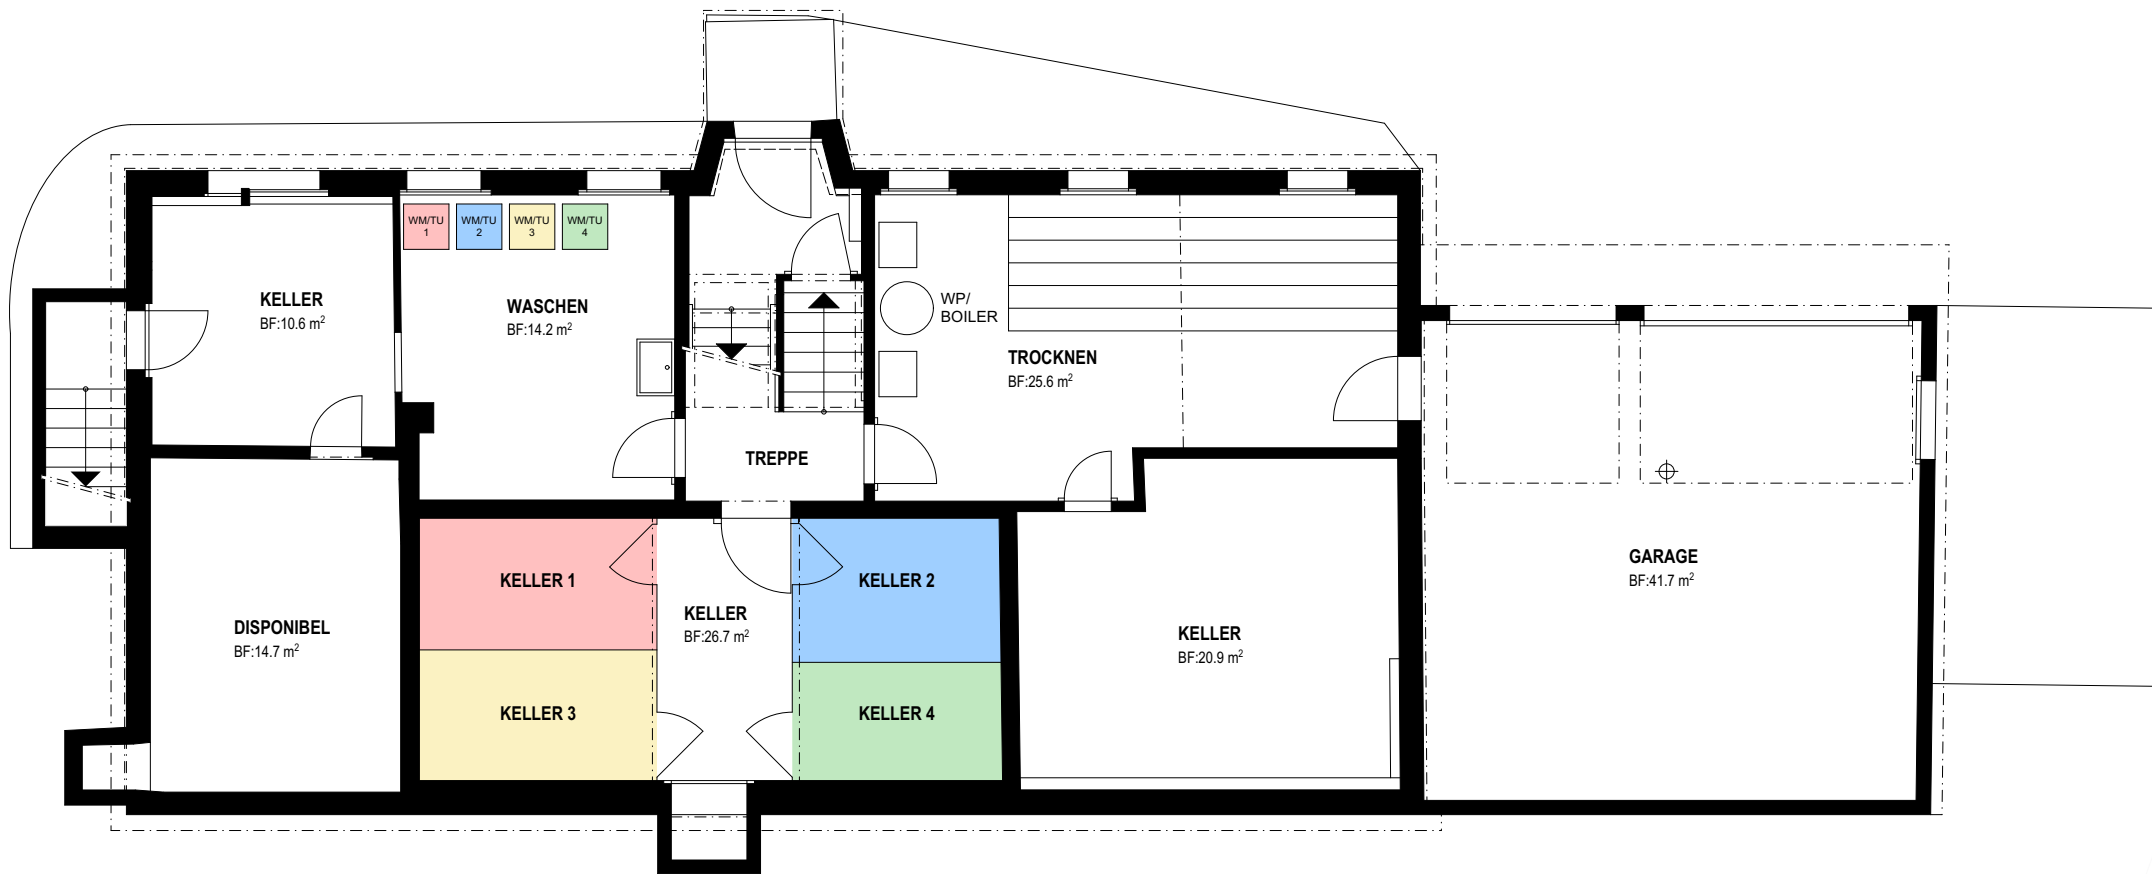 WM/TU
1
WM/TU
2
WM/TU
3
WM/TU
4
KELLER
BF:10.6 m²
WASCHEN
BF:14.2 m²
WP/
BOILER
TROCKNEN
BF:25.6 m²
TREPPE
GARAGE
BF:41.7 m²
KELLER 1
KELLER 2
KELLER
BF:26.7 m²
DISPONIBEL
BF:14.7 m²
KELLER
BF:20.9 m²
KELLER 3
KELLER 4